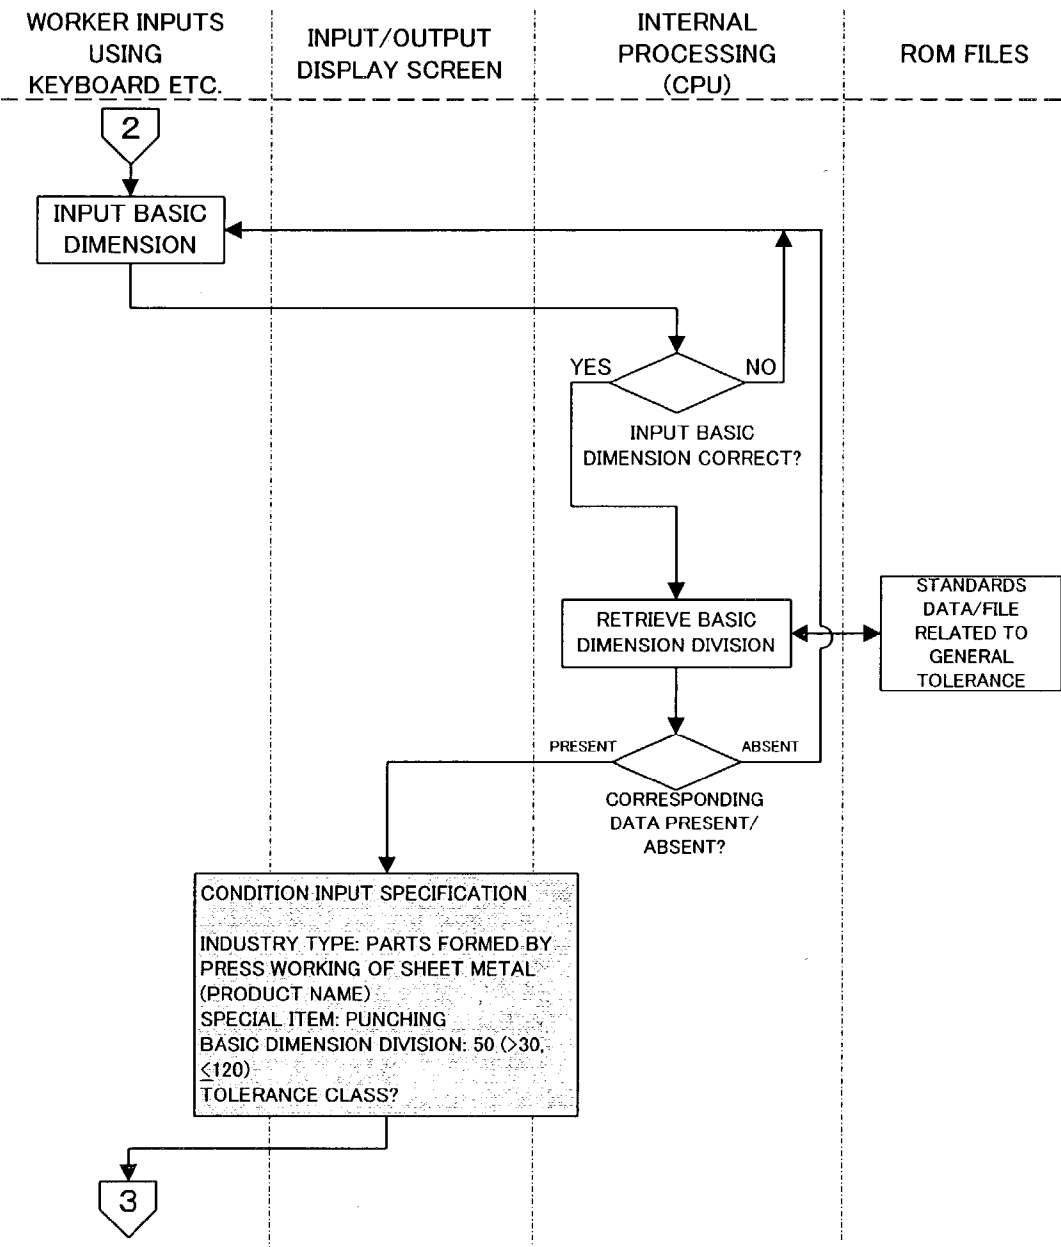 WORKER INPUTS
USING
KEYBOARD ETC.
INPUT/OUTPUT
DISPLAY SCREEN
INTERNAL
PROCESSING
(CPU)
ROM FILES
2
INPUT BASIC
DIMENSION
YES
NO
INPUT BASIC
DIMENSION CORRECT?
RETRIEVE BASIC
DIMENSION DIVISION
STANDARDS
DATA/FILE
RELATED TO
GENERAL
TOLERANCE
PRESENT
ABSENT
CORRESPONDING
DATA PRESENT/
ABSENT?
CONDITION INPUT SPECIFICATION
INDUSTRY TYPE: PARTS FORMED BY
PRESS WORKING OF SHEET METAL
(PRODUCT NAME)
SPECIAL ITEM: PUNCHING
BASIC DIMENSION DIVISION: 50 (>30,
≤120)
TOLERANCE CLASS?
3